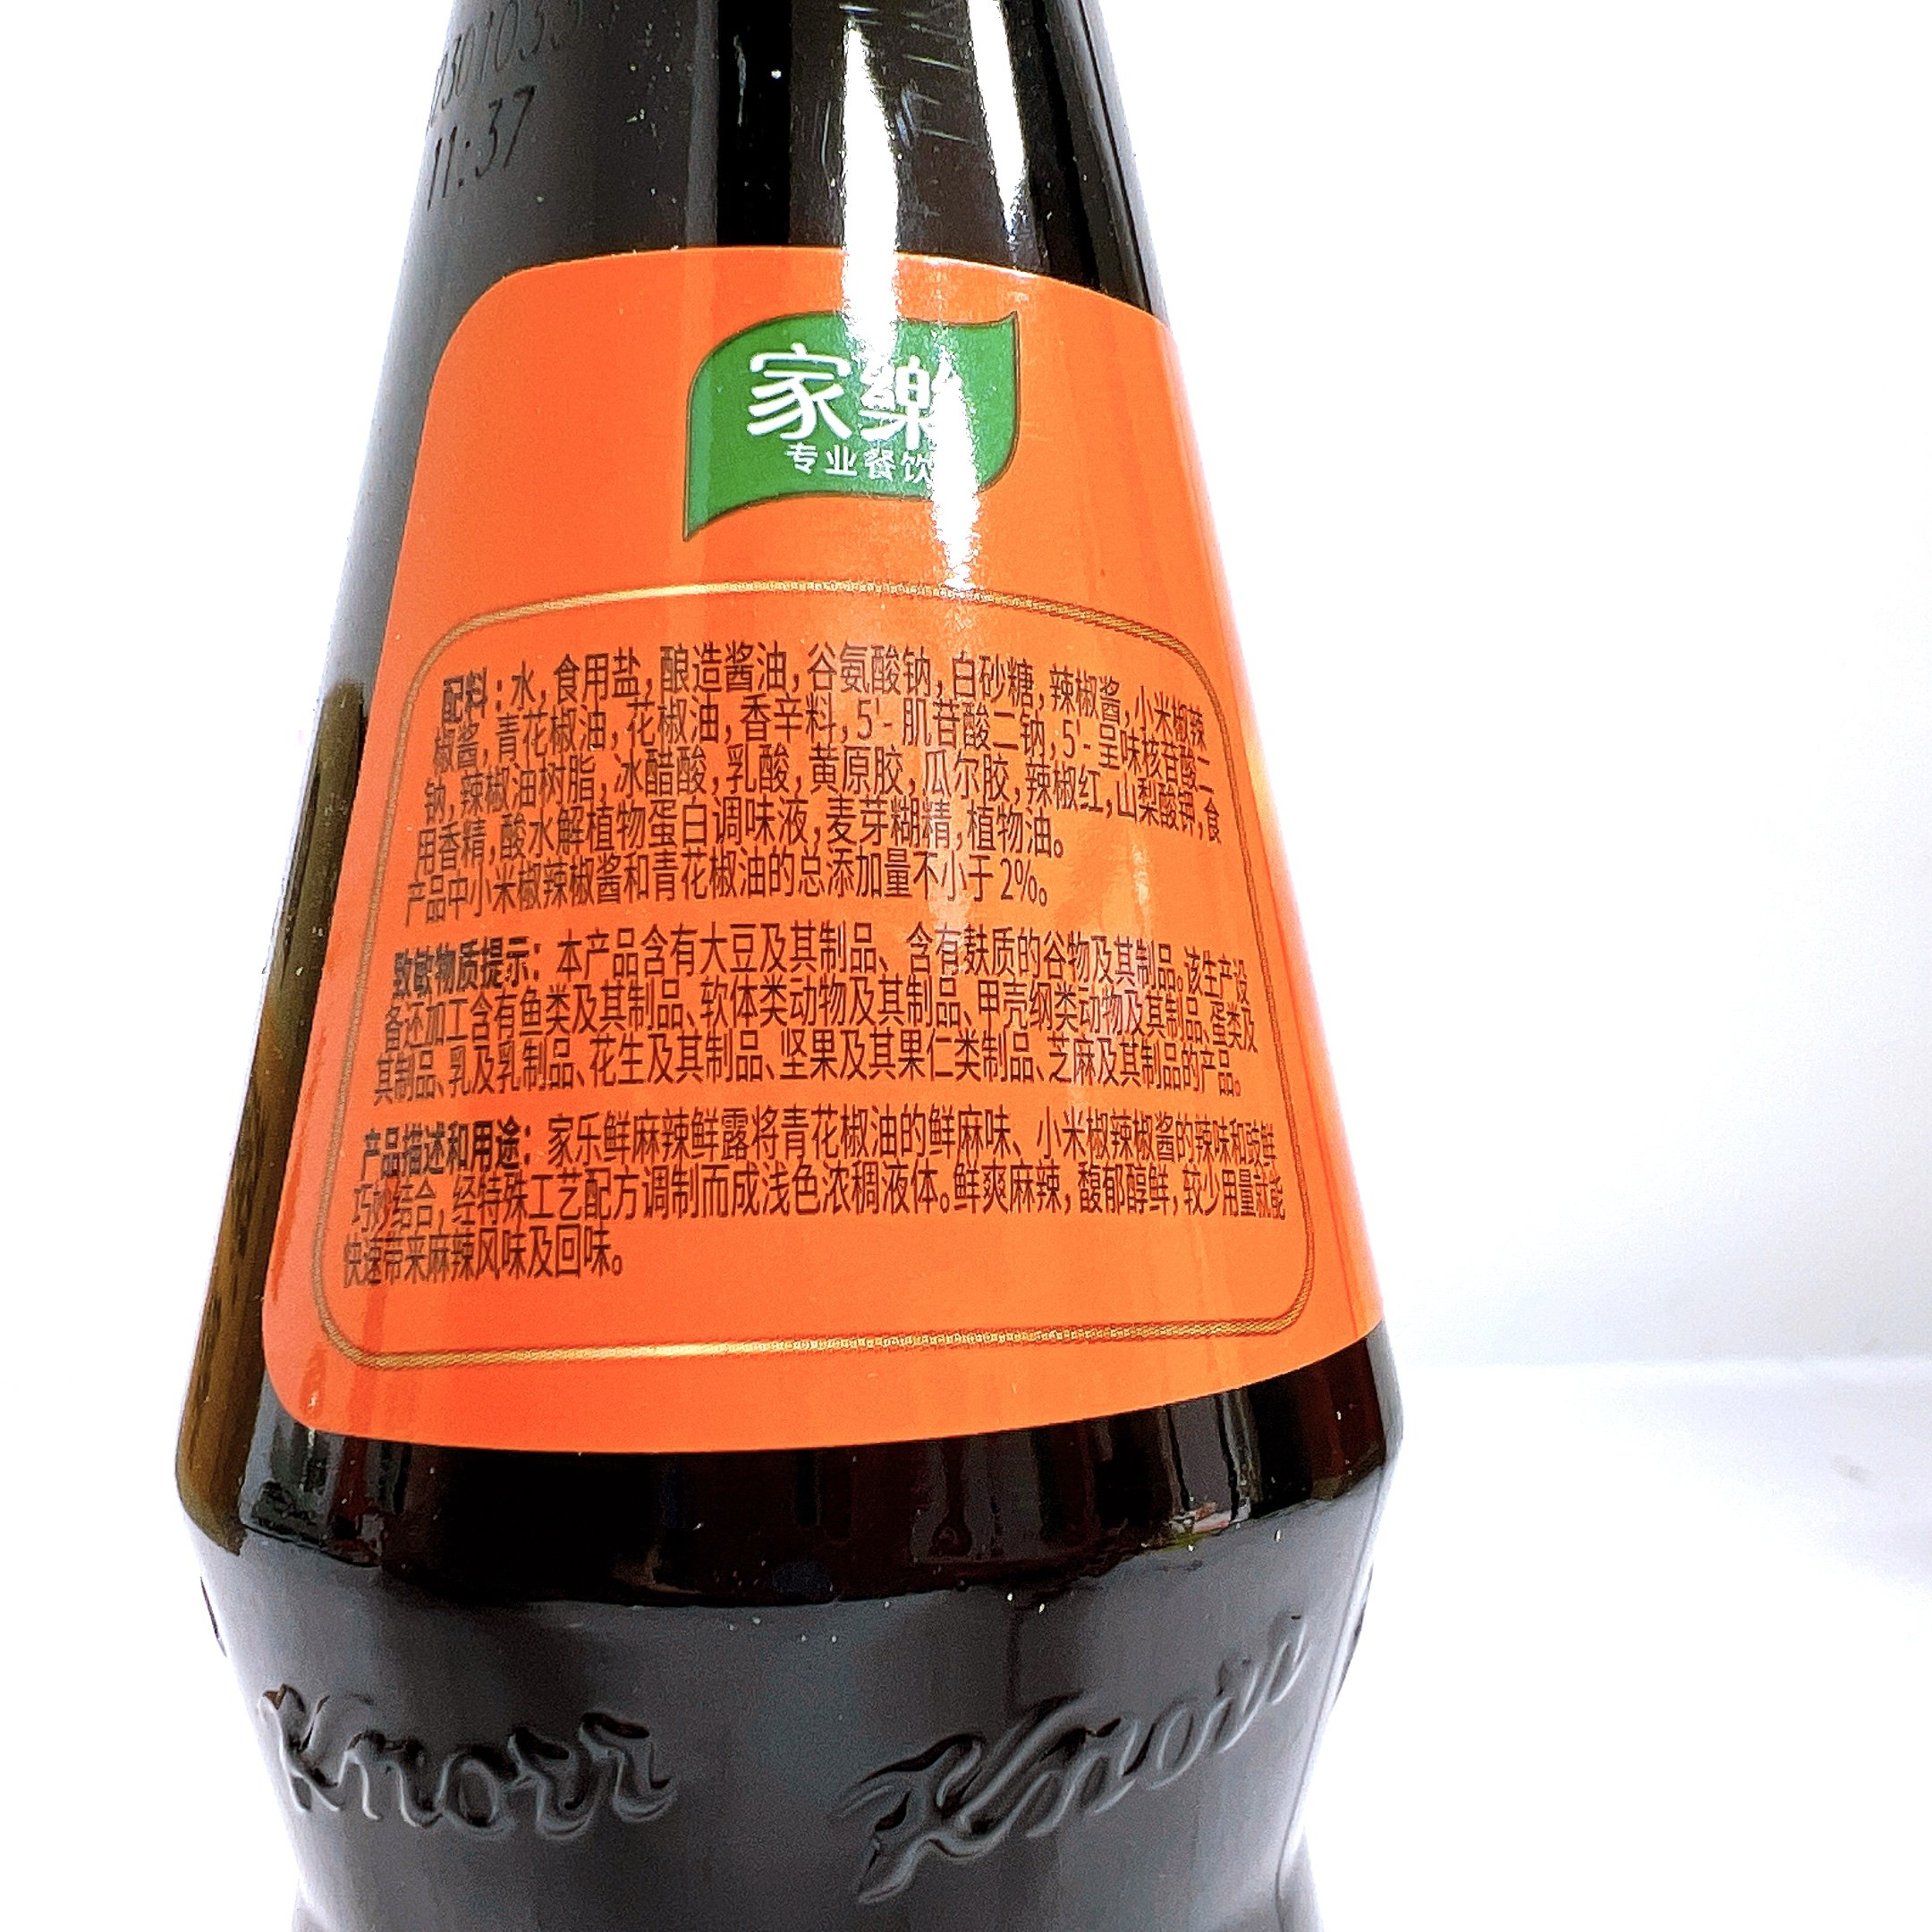 11:37
家樂
专业餐饮
配料：水，食用盐，酿造酱油，谷氨酸钠，白砂糖，辣椒酱，小米椒辣
椒酱，青花椒油，花椒油，香辛料，5'-肌苷酸二钠，5'-呈味核苷酸二
钠，辣椒油树脂，冰醋酸，乳酸，黄原胶，瓜尔胶，辣椒红，山梨酸钾，食
用香精，酸水解植物蛋白调味液，麦芽糊精，植物油。
产品中小米椒辣椒酱和青花椒油的总添加量不小于2‰。
致敏物质提示：本产品含有大豆及其制品、含有麸质的谷物及其制品。该生产设
备还加工含有鱼类及其制品、软体类动物及其制品、甲壳纲类动物及其制品、蛋类及
其制品、乳及乳制品、花生及其制品、坚果及其果仁类制品、芝麻及其制品的产品。
产品描述和用途：家乐鲜麻辣鲜露将青花椒油的鲜麻味、小米椒辣椒酱的辣味和豉鲜
巧妙结合，经特殊工艺配方调制而成浅色浓稠液体。鲜爽麻辣，馥郁醇鲜，较少用量就能
快速带来麻辣风味及回味。
Knorr Knorr